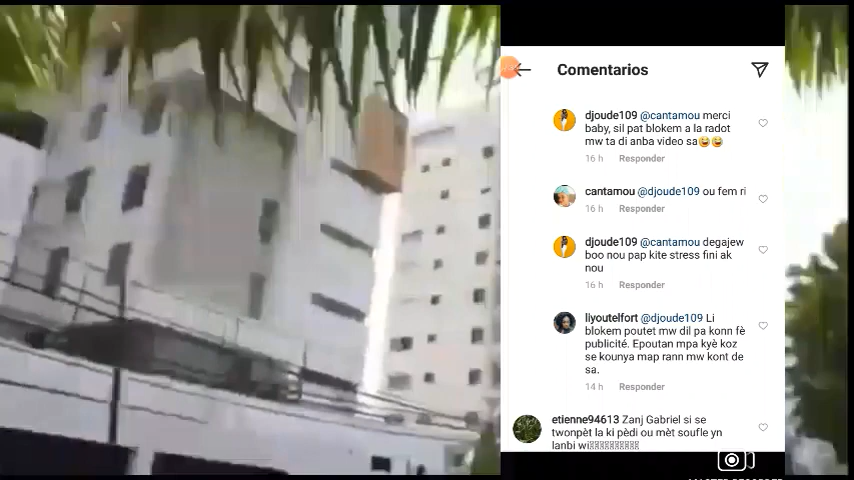 Comentarios
djoude109 @cantamou merci
baby, sil pat blokem a la radot
mw ta di anba video sa😂😂
16 h Responder
cantamou @djoude109 ou fem ri
16 h Responder
djoude109 @cantamou degajew
boo nou pap kite stress fini ak
nou
16 h Responder
liyoutelfort @djoude109 Li
blokem poutet mw dil pa konn fè
publicité. Epoutan mpa kyè koz
se kounya map rann mw kont de
sa.
14 h Responder
etienne94613 Zanj Gabriel si se
twonpèt la ki pèdi ou mèt soufle yn
lanbi wi